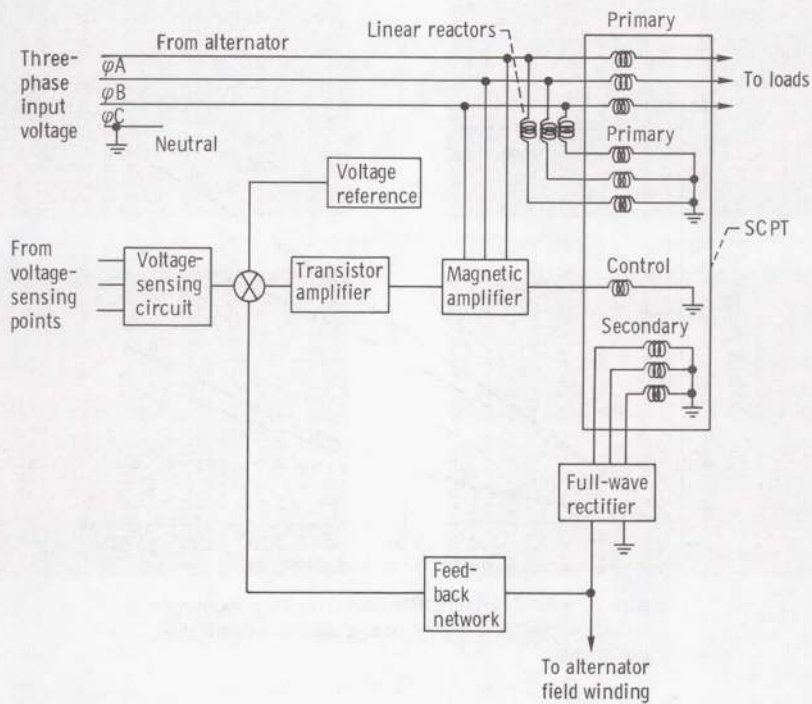 Primary
Linear reactors
From alternator
Three-
phase
input
voltage
φA
φB
φC
To loads
Neutral
Primary
Voltage
reference
SCPT
From
voltage-
sensing
points
Voltage-
sensing
circuit
Transistor
amplifier
Magnetic
amplifier
Control
Secondary
Full-wave
rectifier
Feed-
back
network
To alternator
field winding